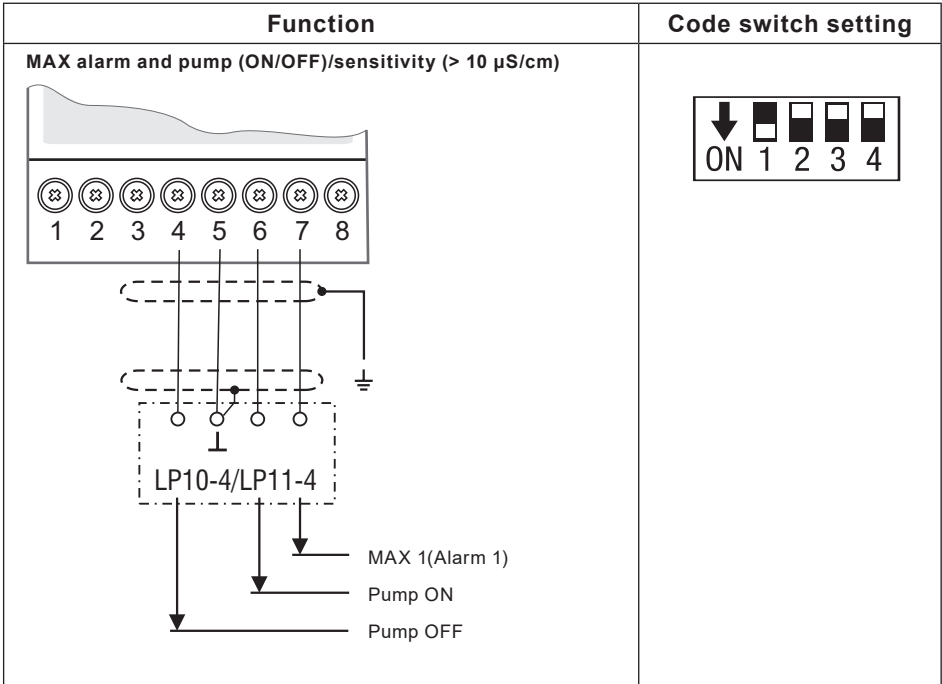 Function
Code switch setting
MAX alarm and pump (ON/OFF)/sensitivity (> 10 µS/cm)
ON 1 2 3 4
1 2 3 4 5 6 7 8
LP10-4/LP11-4
MAX 1(Alarm 1)
Pump ON
Pump OFF